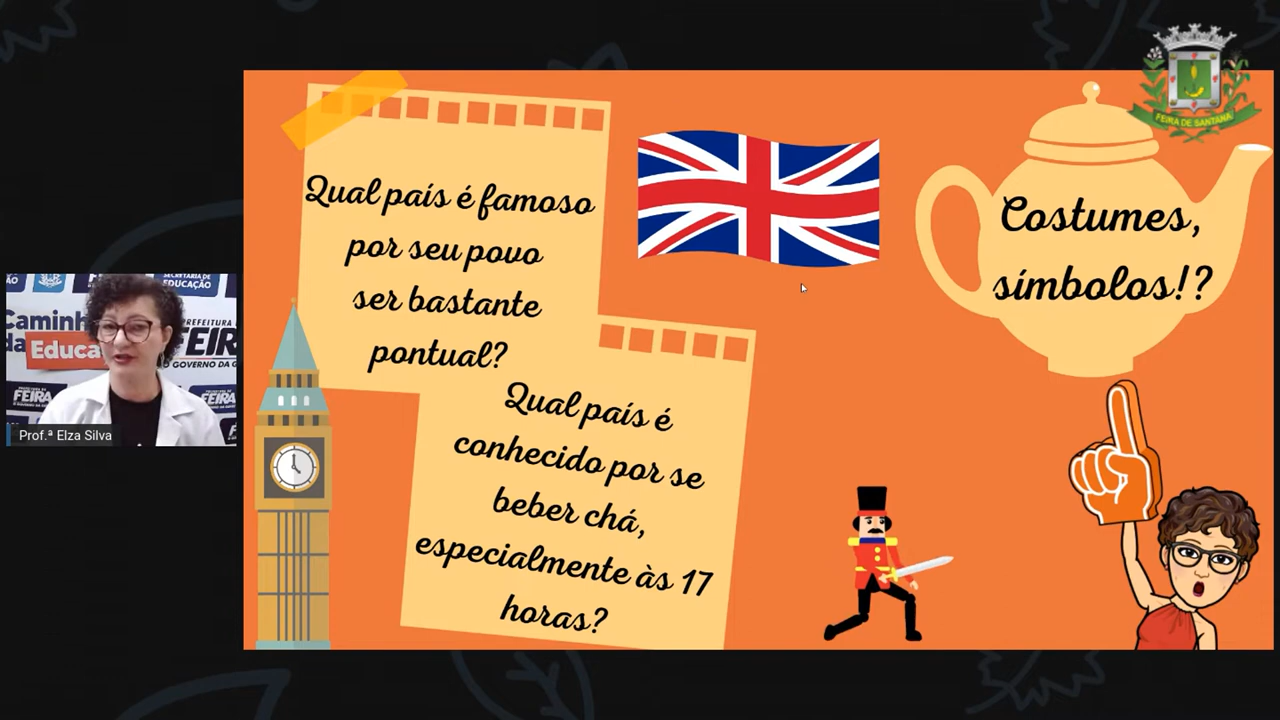 Qual país é famoso
por seu povo
ser bastante
pontual?
Qual país é
conhecido por se
beber chá,
especialmente às 17
horas?
Costumes,
símbolos!?
FEIRA DE SANTANA
SECRETARIA DE
EDUCAÇÃO
Caminh
da Educa
PREFEITURA
FEIR
O GOVERNO DA
FEIRA
Prof.ª Elza Silva